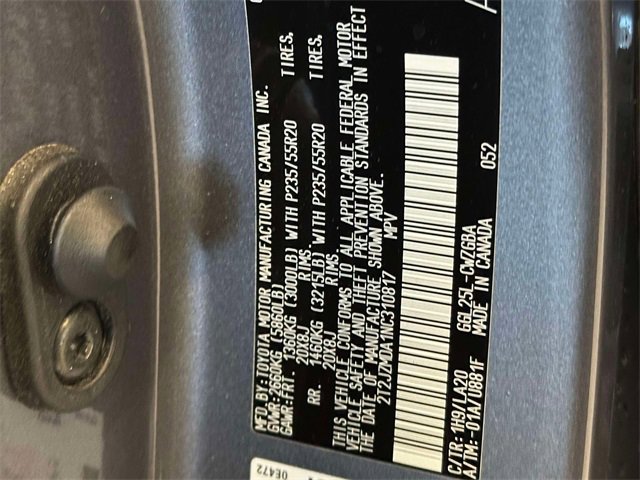 MFD.BY:TOYOTA MOTOR MANUFACTURING CANADA INC.
GVWR:2660KG (5860LB)
GAWR:FRT. 1360KG (3000LB) WITH P235/55R20 TIRES,
20X8J RIMS
RR. 1460KG (3215LB) WITH P235/55R20 TIRES,
20X8J RIMS
THIS VEHICLE CONFORMS TO ALL APPLICABLE FEDERAL MOTOR
VEHICLE SAFETY AND THEFT PREVENTION STANDARDS IN EFFECT
ON THE DATE OF MANUFACTURE SHOWN ABOVE.
2T2JZMDA1NC310817 MPV
052
C/TR:1H9/LA20 GGL25L-CWZGBA
A/TM:-01A/UB81F MADE IN CANADA
0E472